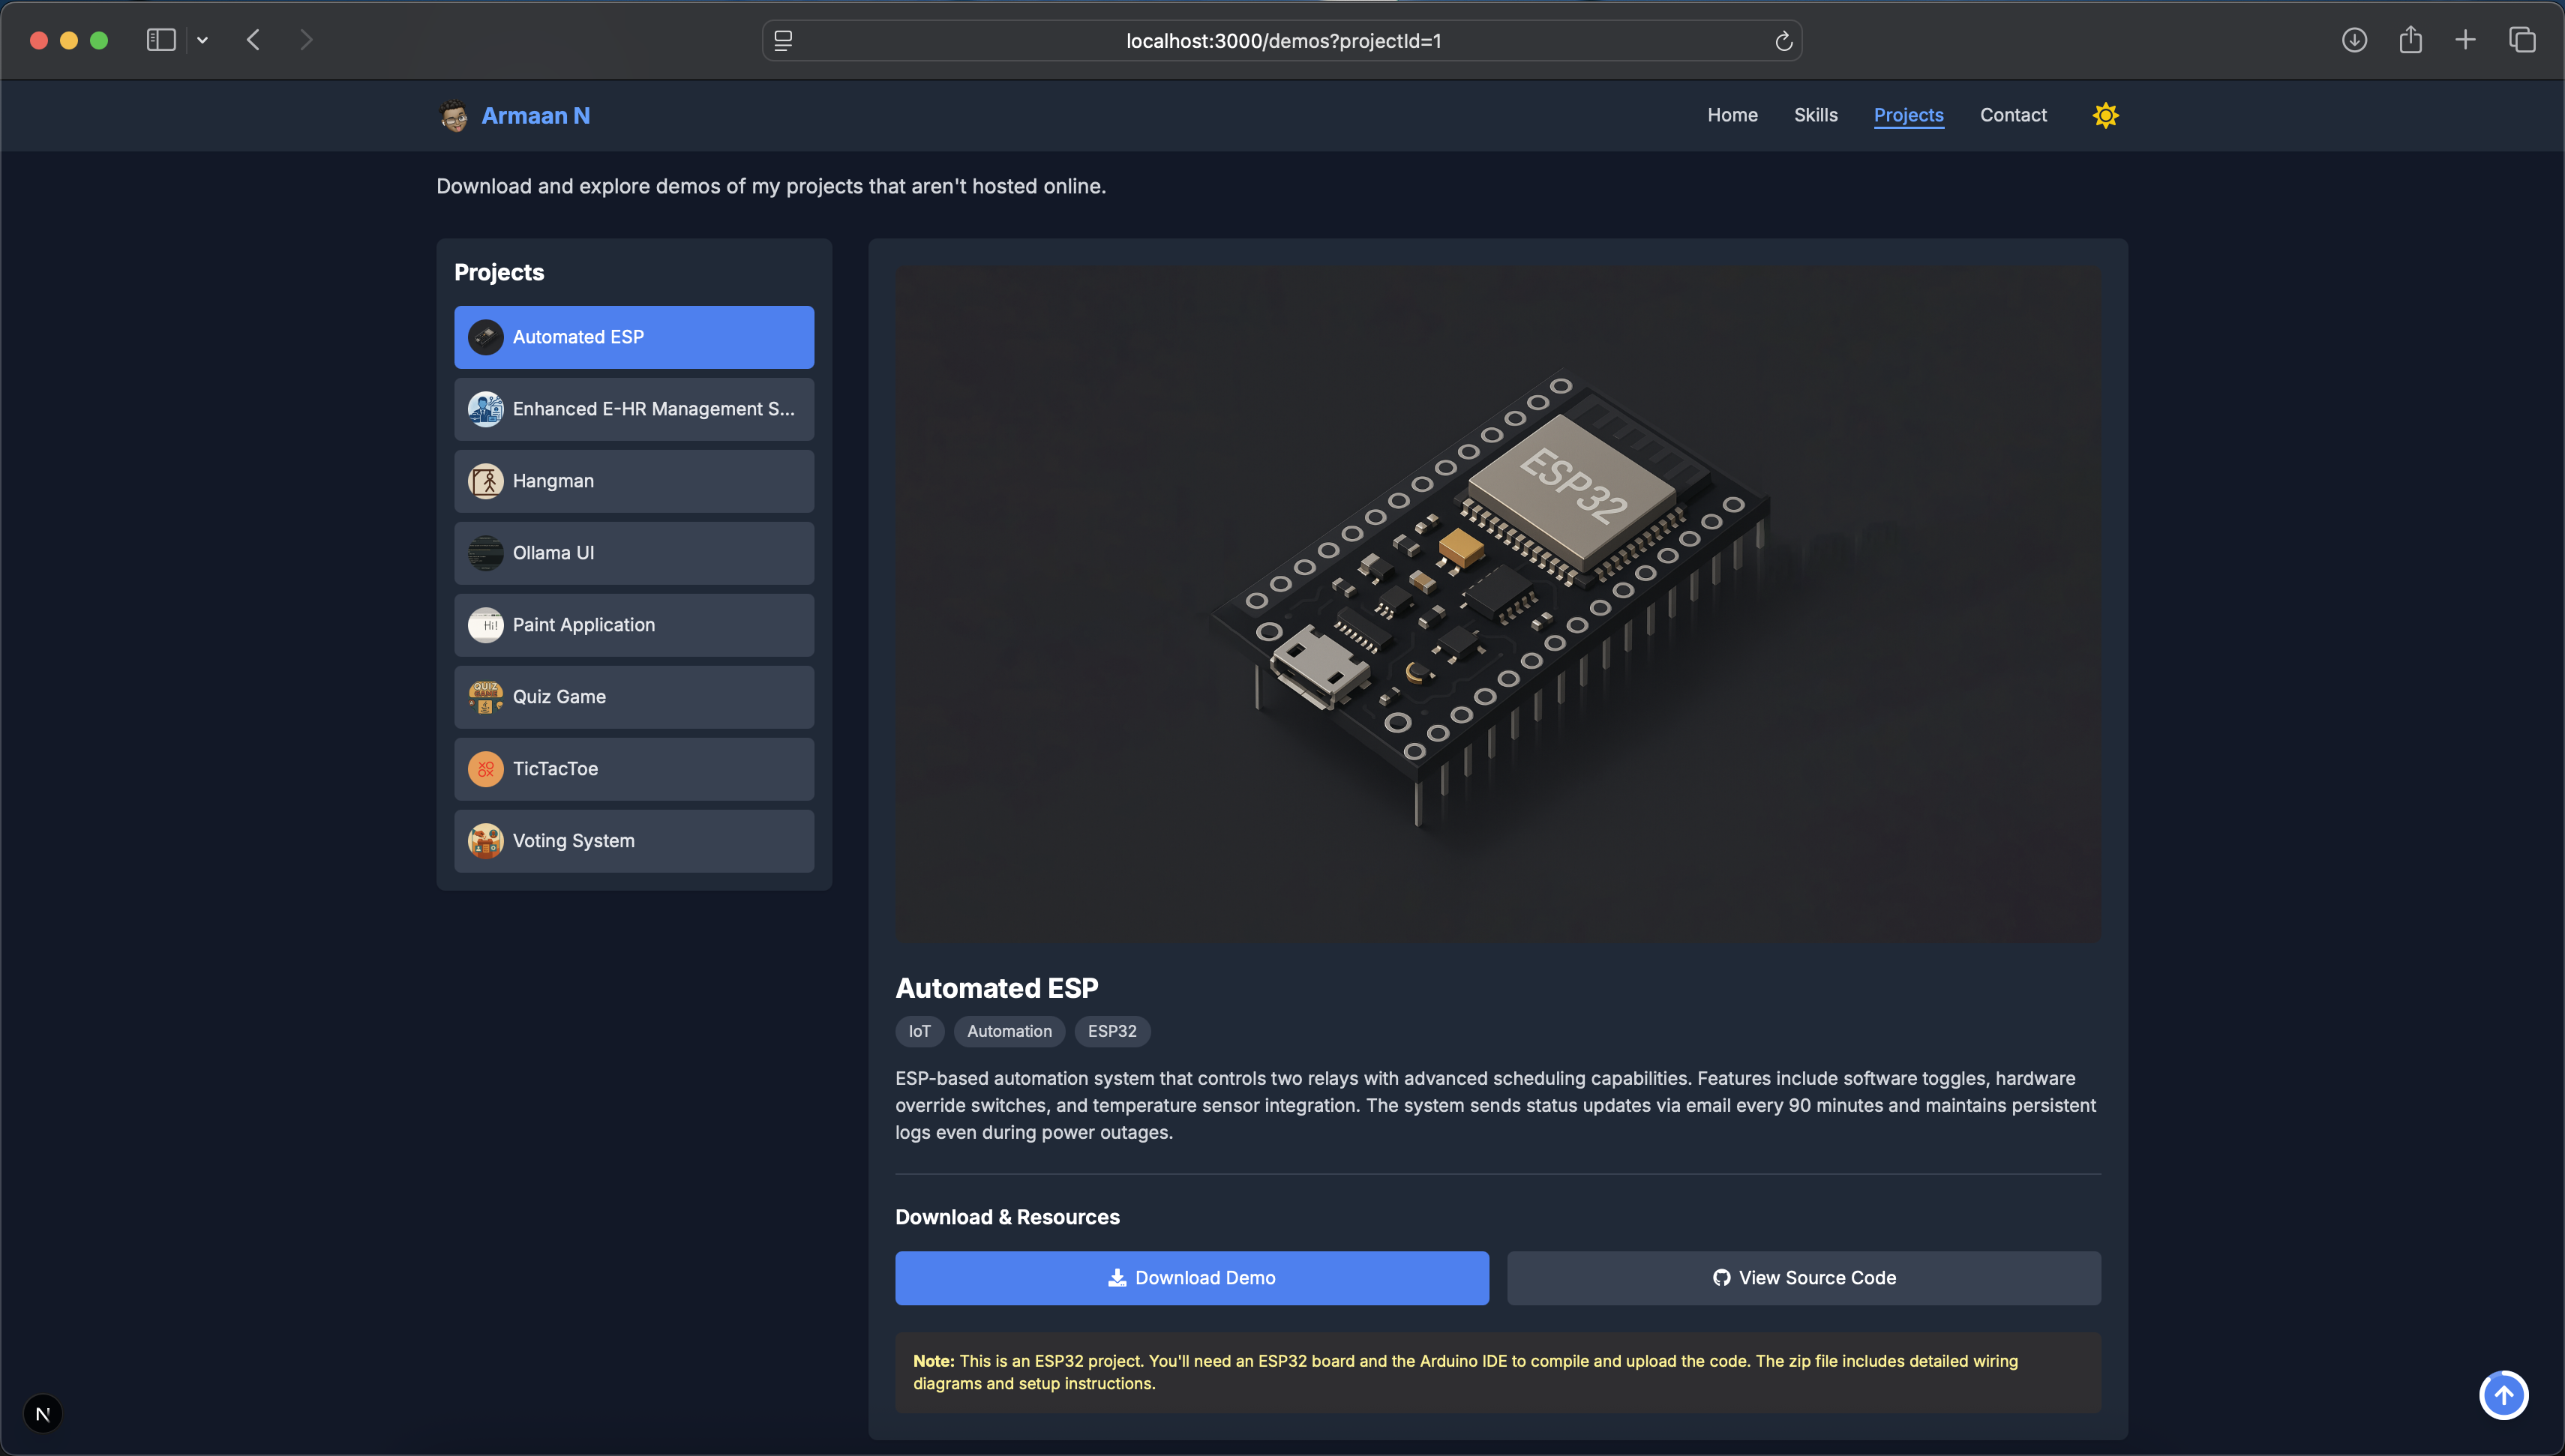 localhost:3000/demos?projectId=1
Armaan N
Home
Skills
Projects
Contact
Download and explore demos of my projects that aren't hosted online.
Projects
Automated ESP
Enhanced E-HR Management S...
Hangman
Ollama UI
Hi!
Paint Application
QUIZ
GAME
Quiz Game
XO
OX
TicTacToe
Voting System
ESP32
Automated ESP
IoT
Automation
ESP32
ESP-based automation system that controls two relays with advanced scheduling capabilities. Features include software toggles, hardware
override switches, and temperature sensor integration. The system sends status updates via email every 90 minutes and maintains persistent
logs even during power outages.
Download & Resources
Download Demo
View Source Code
Note: This is an ESP32 project. You'll need an ESP32 board and the Arduino IDE to compile and upload the code. The zip file includes detailed wiring
diagrams and setup instructions.
N